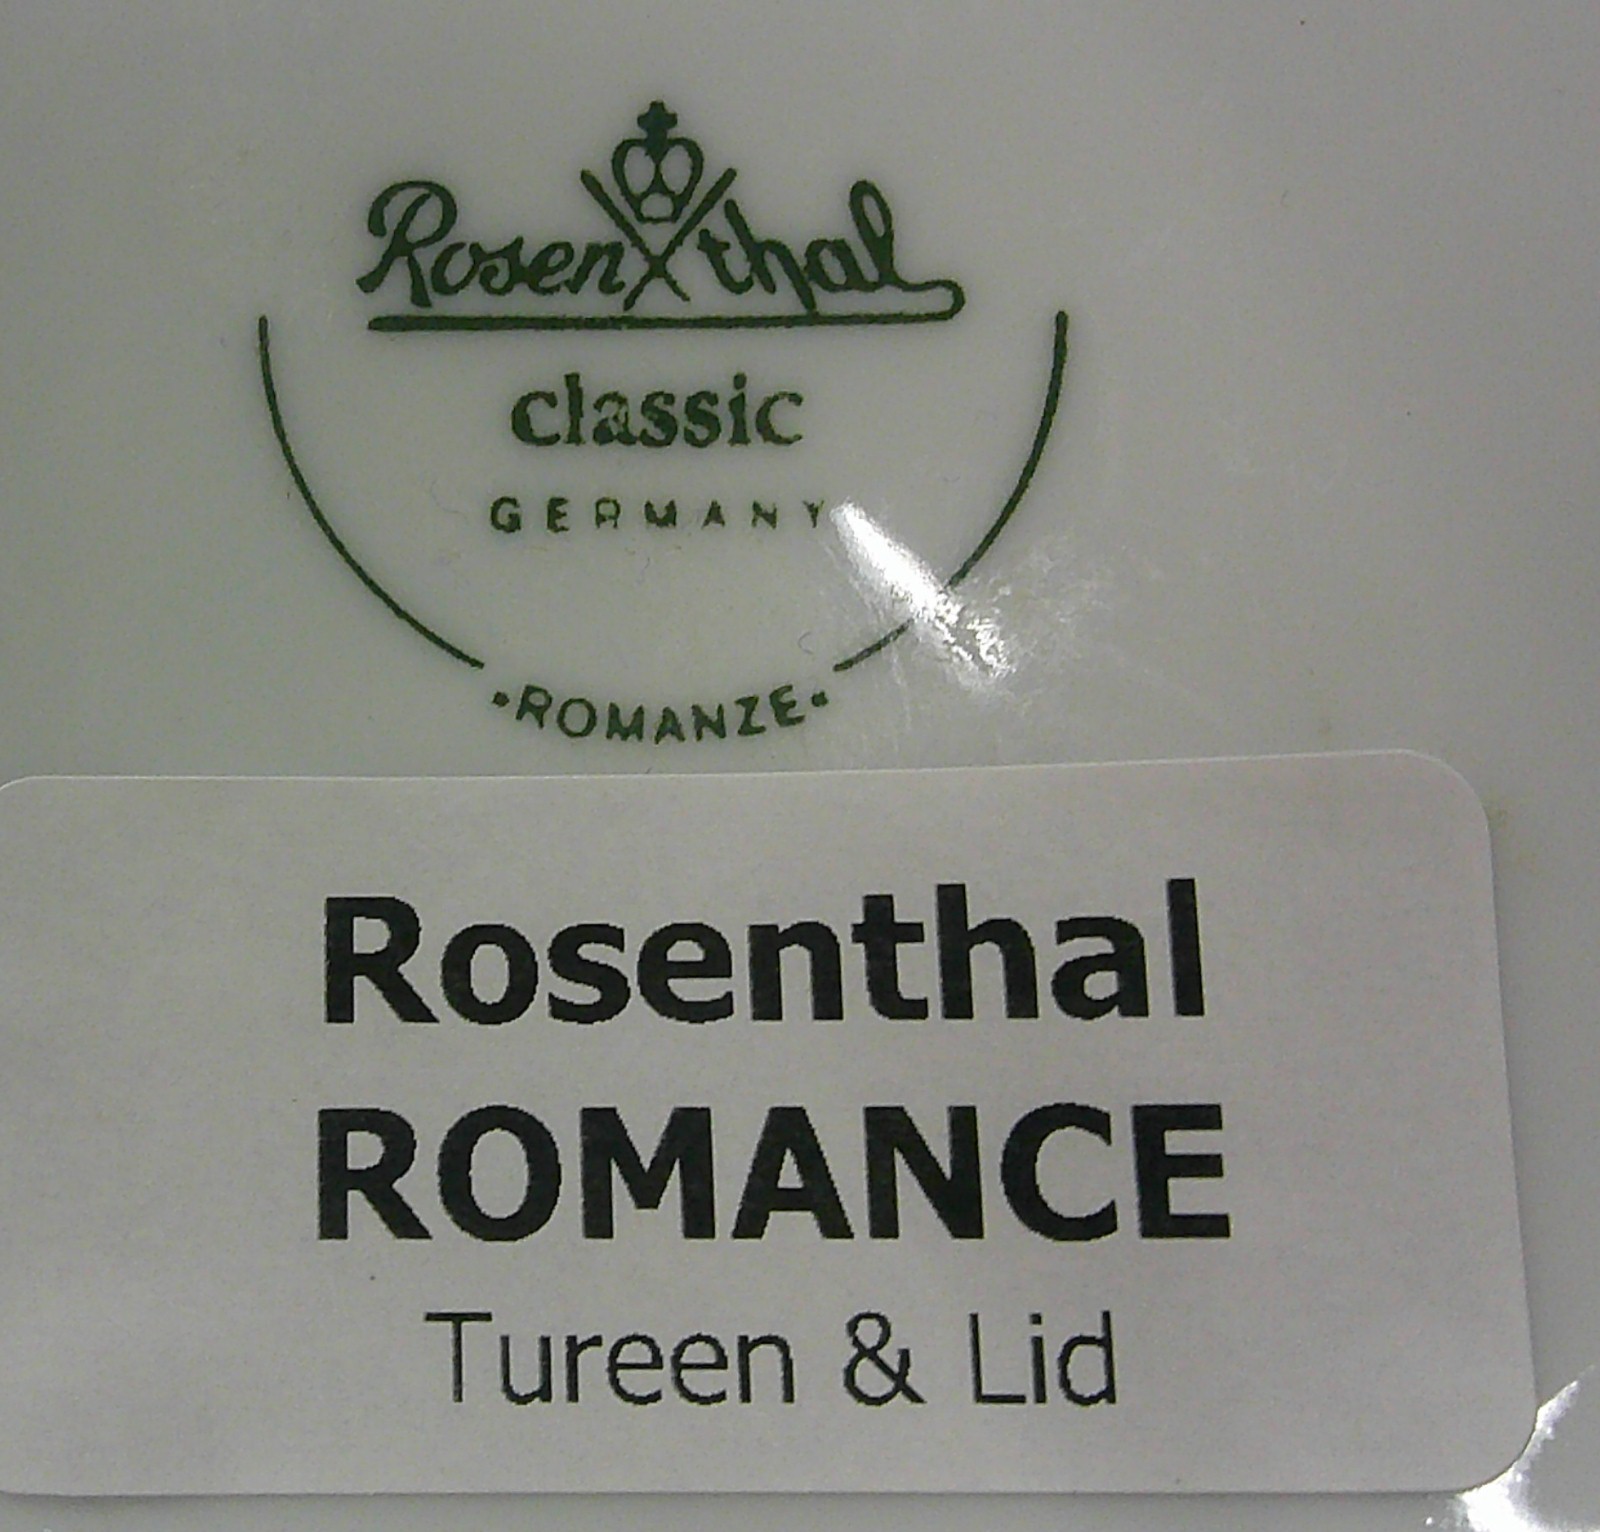 Rosenthal
classic
GERMANY
·ROMANZE·
Rosenthal
ROMANCE
Tureen & Lid